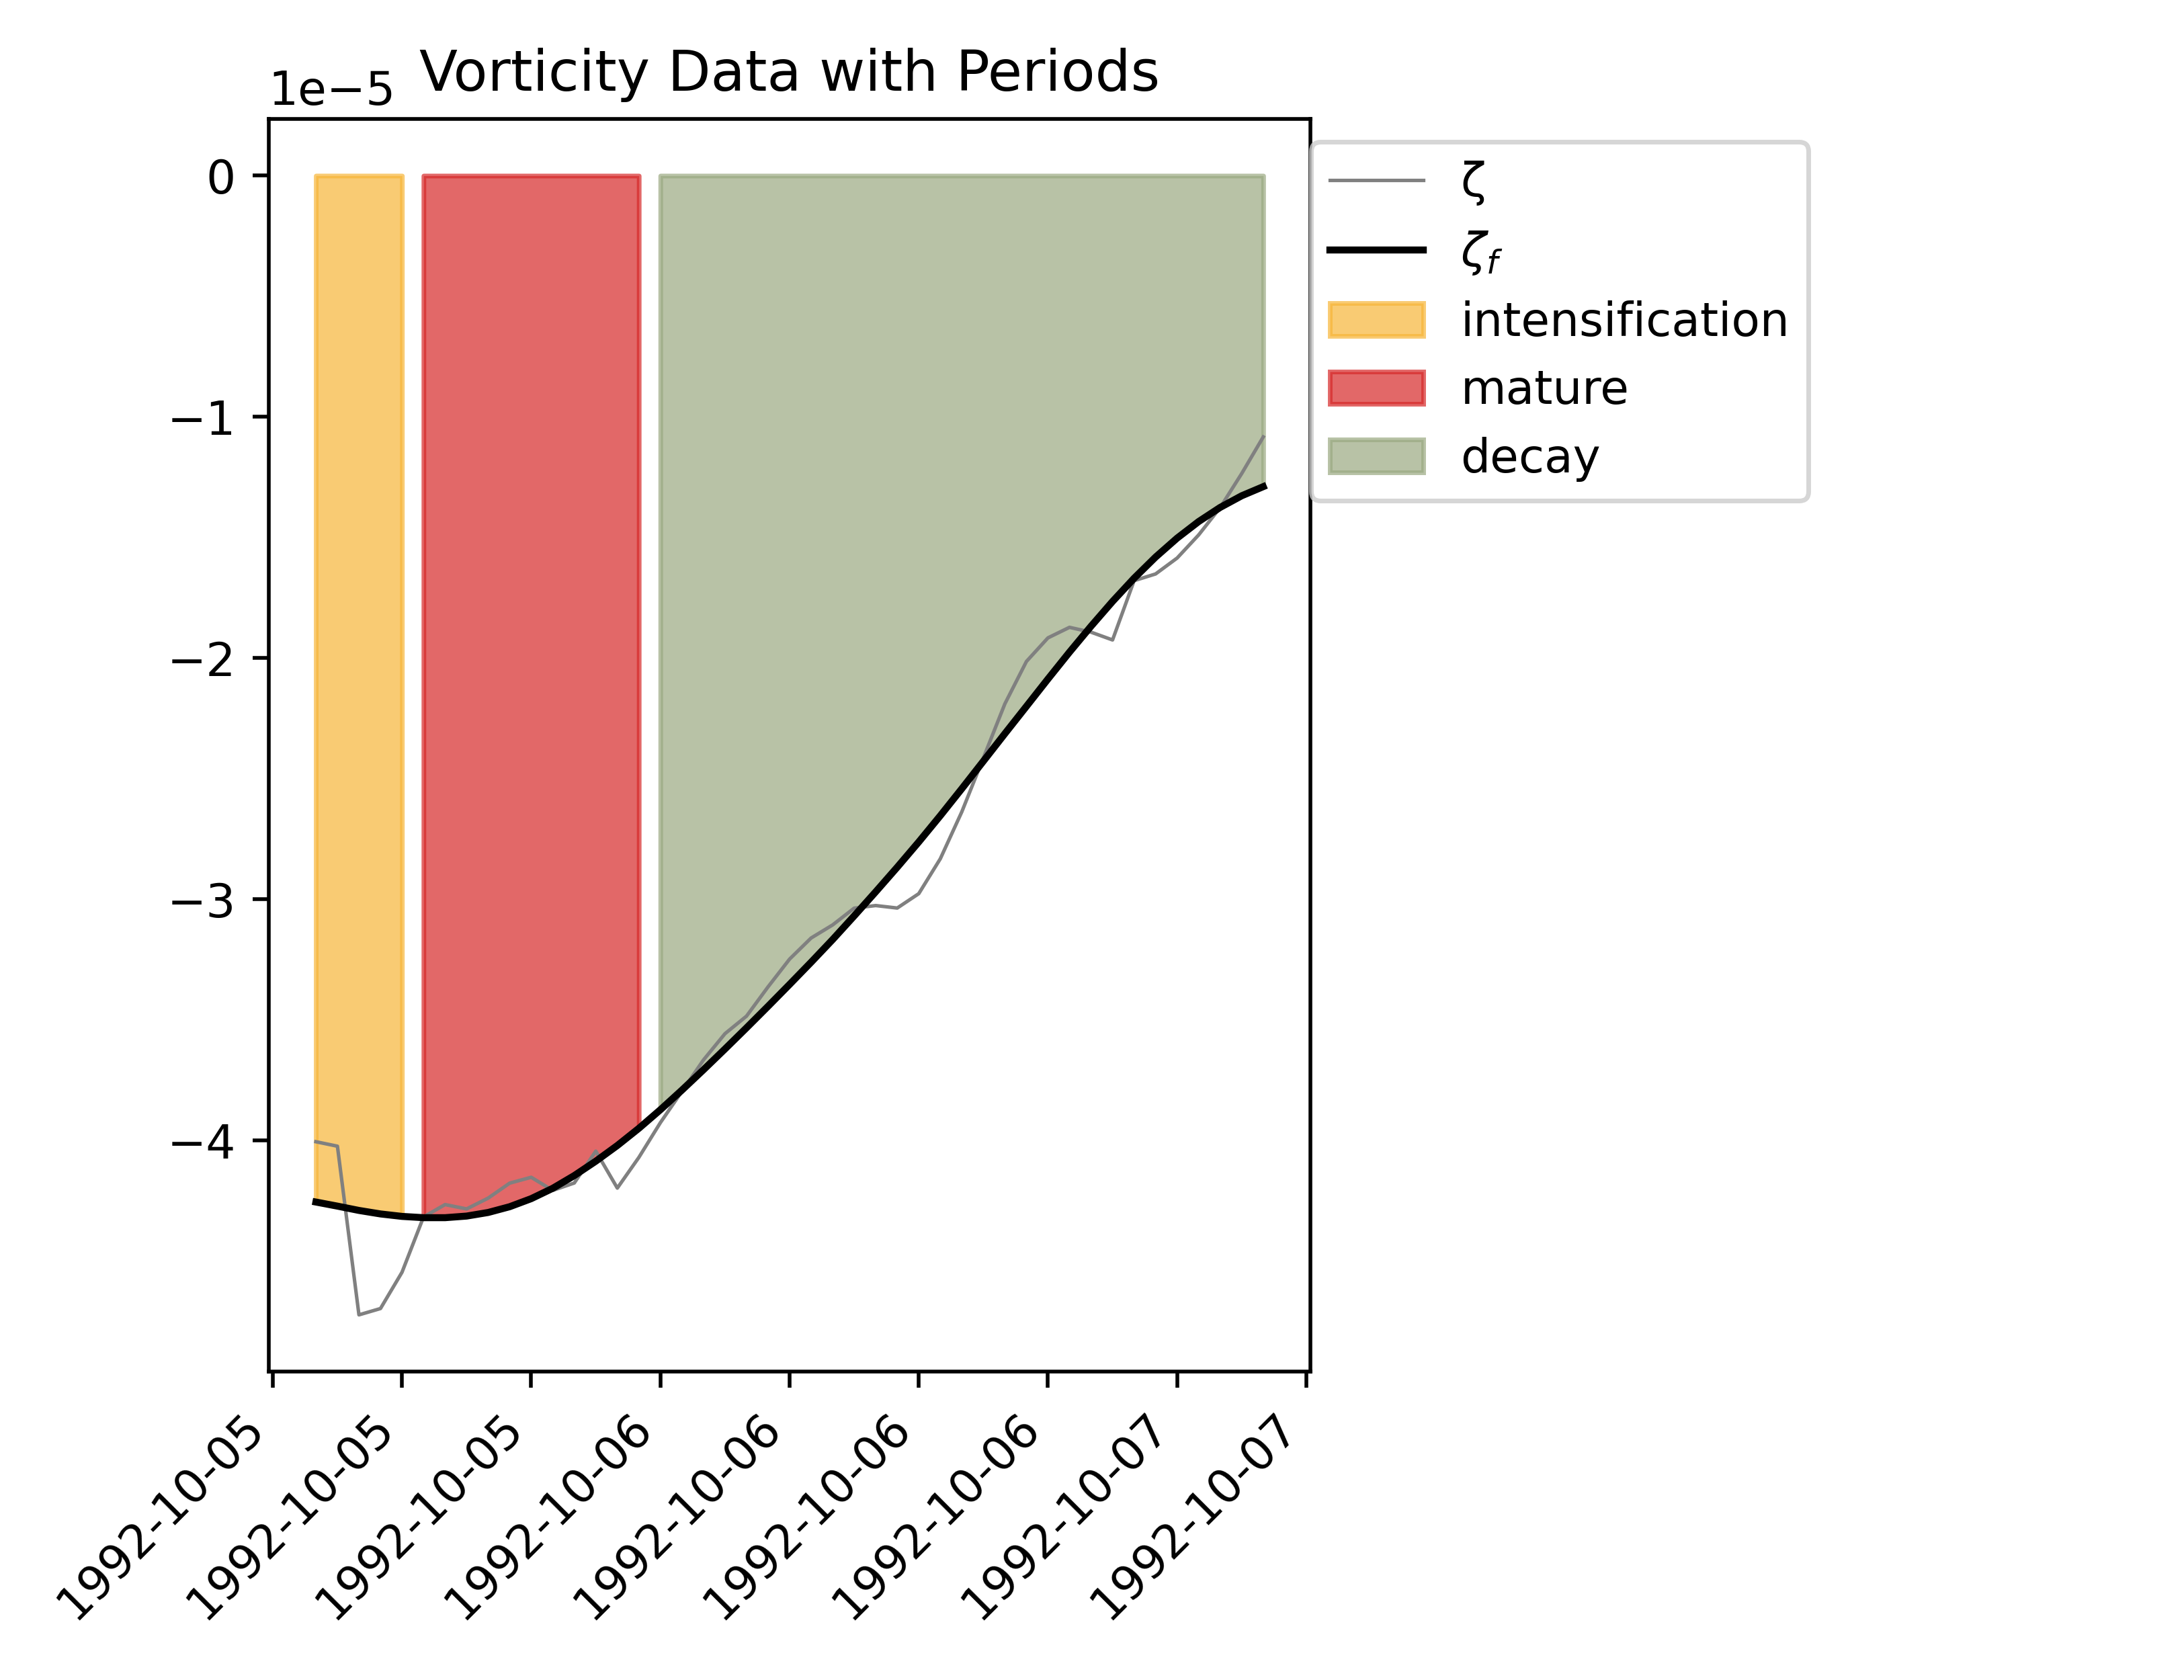 Vorticity Data with Periods
1e−5
0
−1
−2
−3
−4
ζ
ζf
intensification
mature
decay
1992-10-05
1992-10-05
1992-10-05
1992-10-06
1992-10-06
1992-10-06
1992-10-06
1992-10-07
1992-10-07